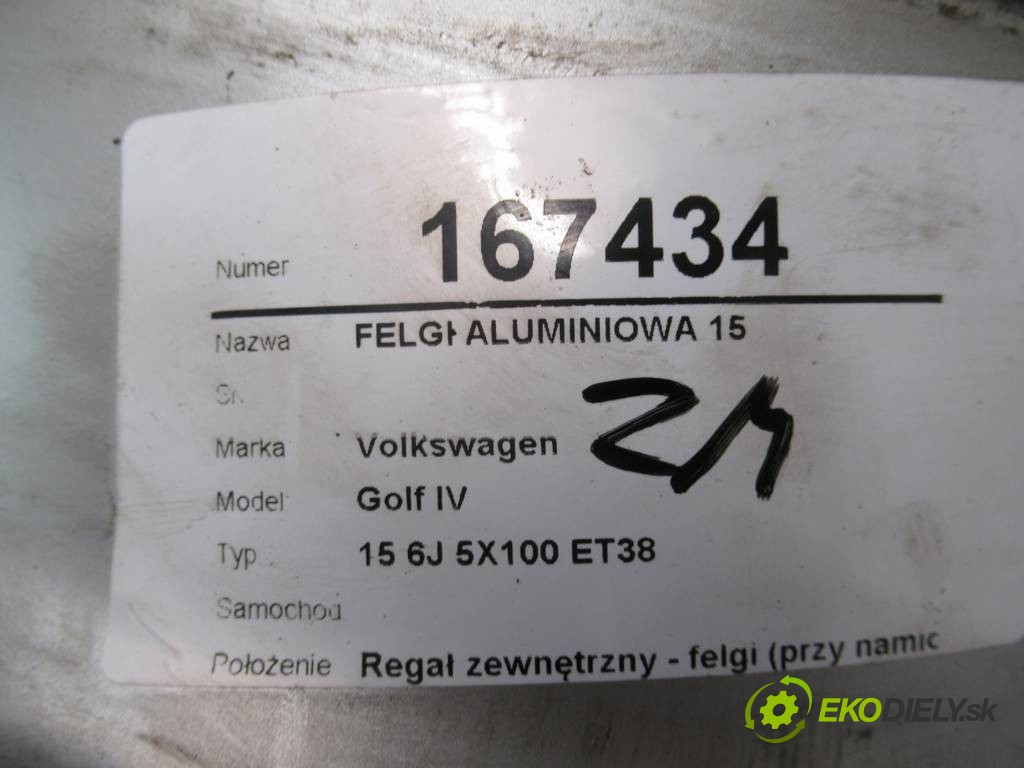 Numer 167434
Nazwa FELGI ALUMINIOWA 15
Sr.
Marka Volkswagen
Model Golf IV
Typ 15 6J 5X100 ET38
Samochod
Położenie Regał zewnętrzny - felgi (przy namic
EKODIELY.sk